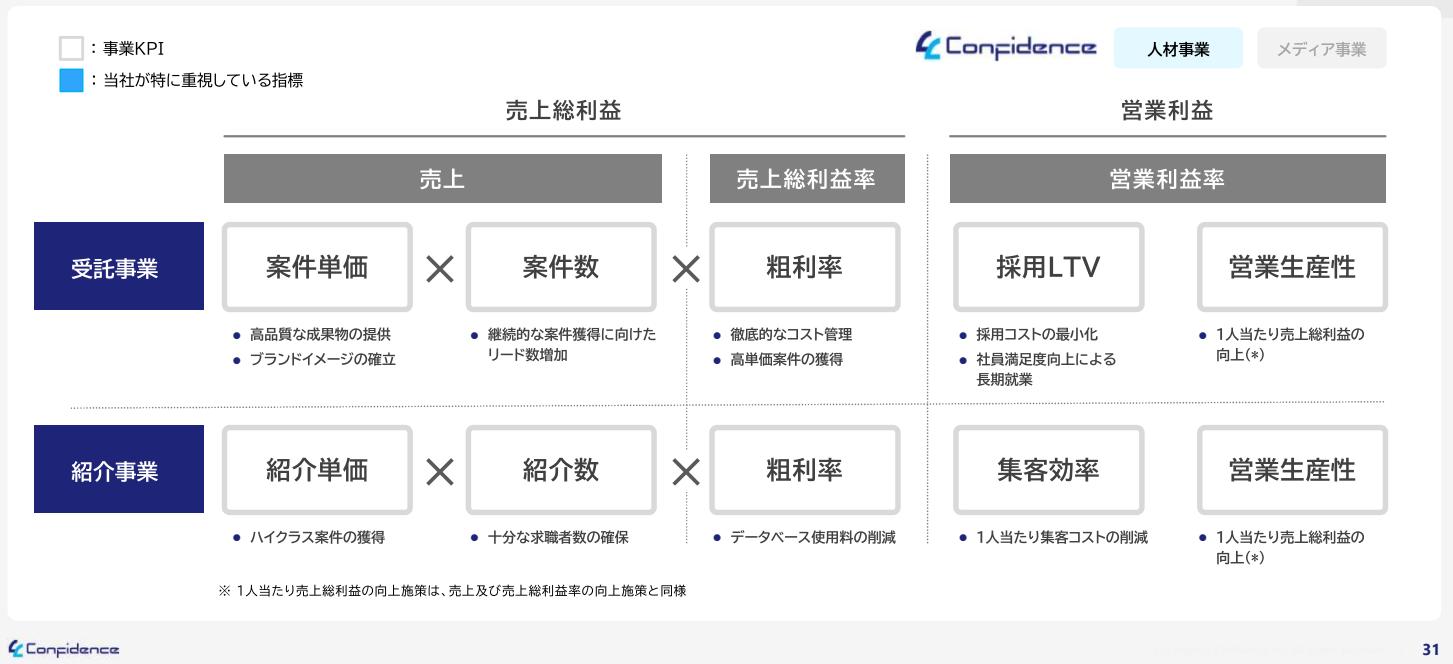 ：事業KPI
：当社が特に重視している指標
Confidence
人材事業
メディア事業
売上総利益
営業利益
売上
売上総利益率
営業利益率
受託事業
案件単価
×
案件数
×
粗利率
採用LTV
営業生産性
● 高品質な成果物の提供
● ブランドイメージの確立
● 継続的な案件獲得に向けた
リード数増加
● 徹底的なコスト管理
● 高単価案件の獲得
● 採用コストの最小化
● 社員満足度向上による
長期就業
● 1人当たり売上総利益の
向上(*)
紹介事業
紹介単価
×
紹介数
×
粗利率
集客効率
営業生産性
● ハイクラス案件の獲得
● 十分な求職者数の確保
● データベース使用料の削減
● 1人当たり集客コストの削減
● 1人当たり売上総利益の
向上(*)
※ 1人当たり売上総利益の向上施策は、売上及び売上総利益率の向上施策と同様
Confidence
31